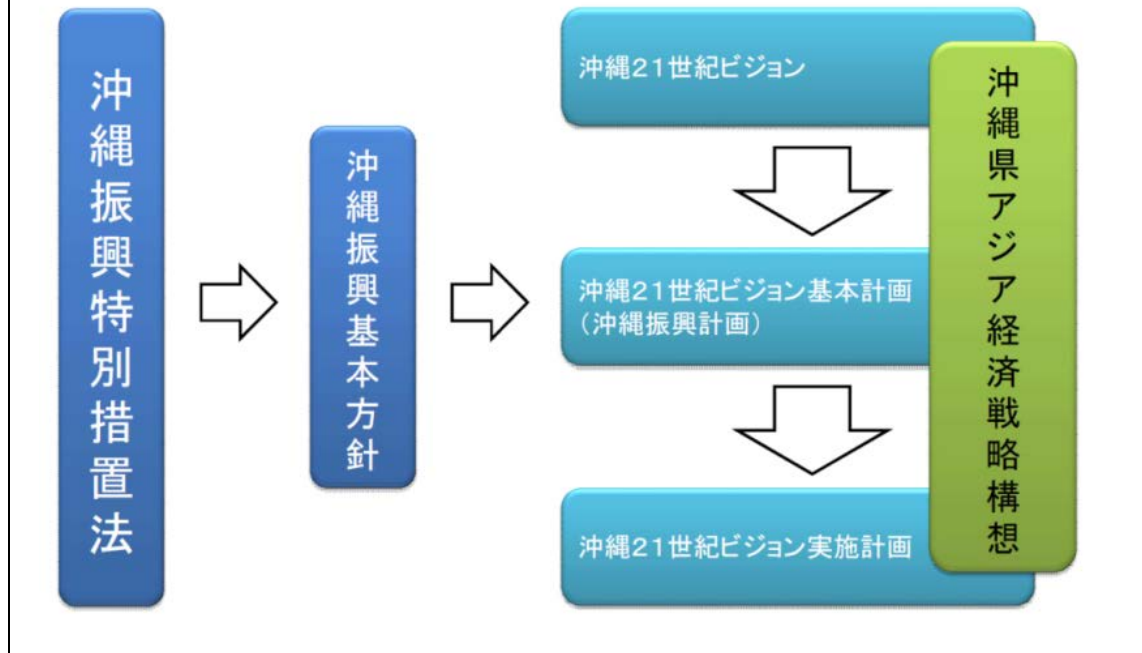 沖縄振興特別措置法
沖縄振興基本方針
沖縄21世紀ビジョン
沖縄21世紀ビジョン基本計画
（沖縄振興計画）
沖縄21世紀ビジョン実施計画
沖縄県アジア経済戦略構想